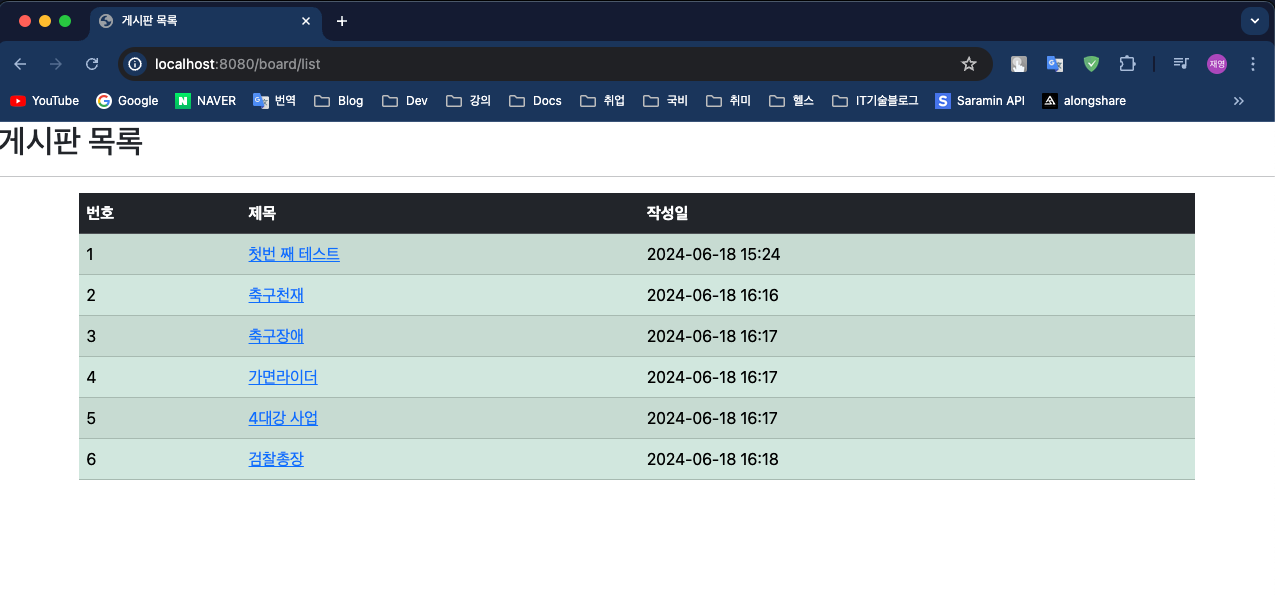 게시판 목록
localhost:8080/board/list
재영
YouTube Google NAVER 번역 Blog Dev 강의 Docs 취업 국비 취미 헬스 IT기술블로그 Saramin API alongshare
게시판 목록
번호 제목 작성일
1 첫번 째 테스트 2024-06-18 15:24
2 축구천재 2024-06-18 16:16
3 축구장애 2024-06-18 16:17
4 가면라이더 2024-06-18 16:17
5 4대강 사업 2024-06-18 16:17
6 검찰총장 2024-06-18 16:18